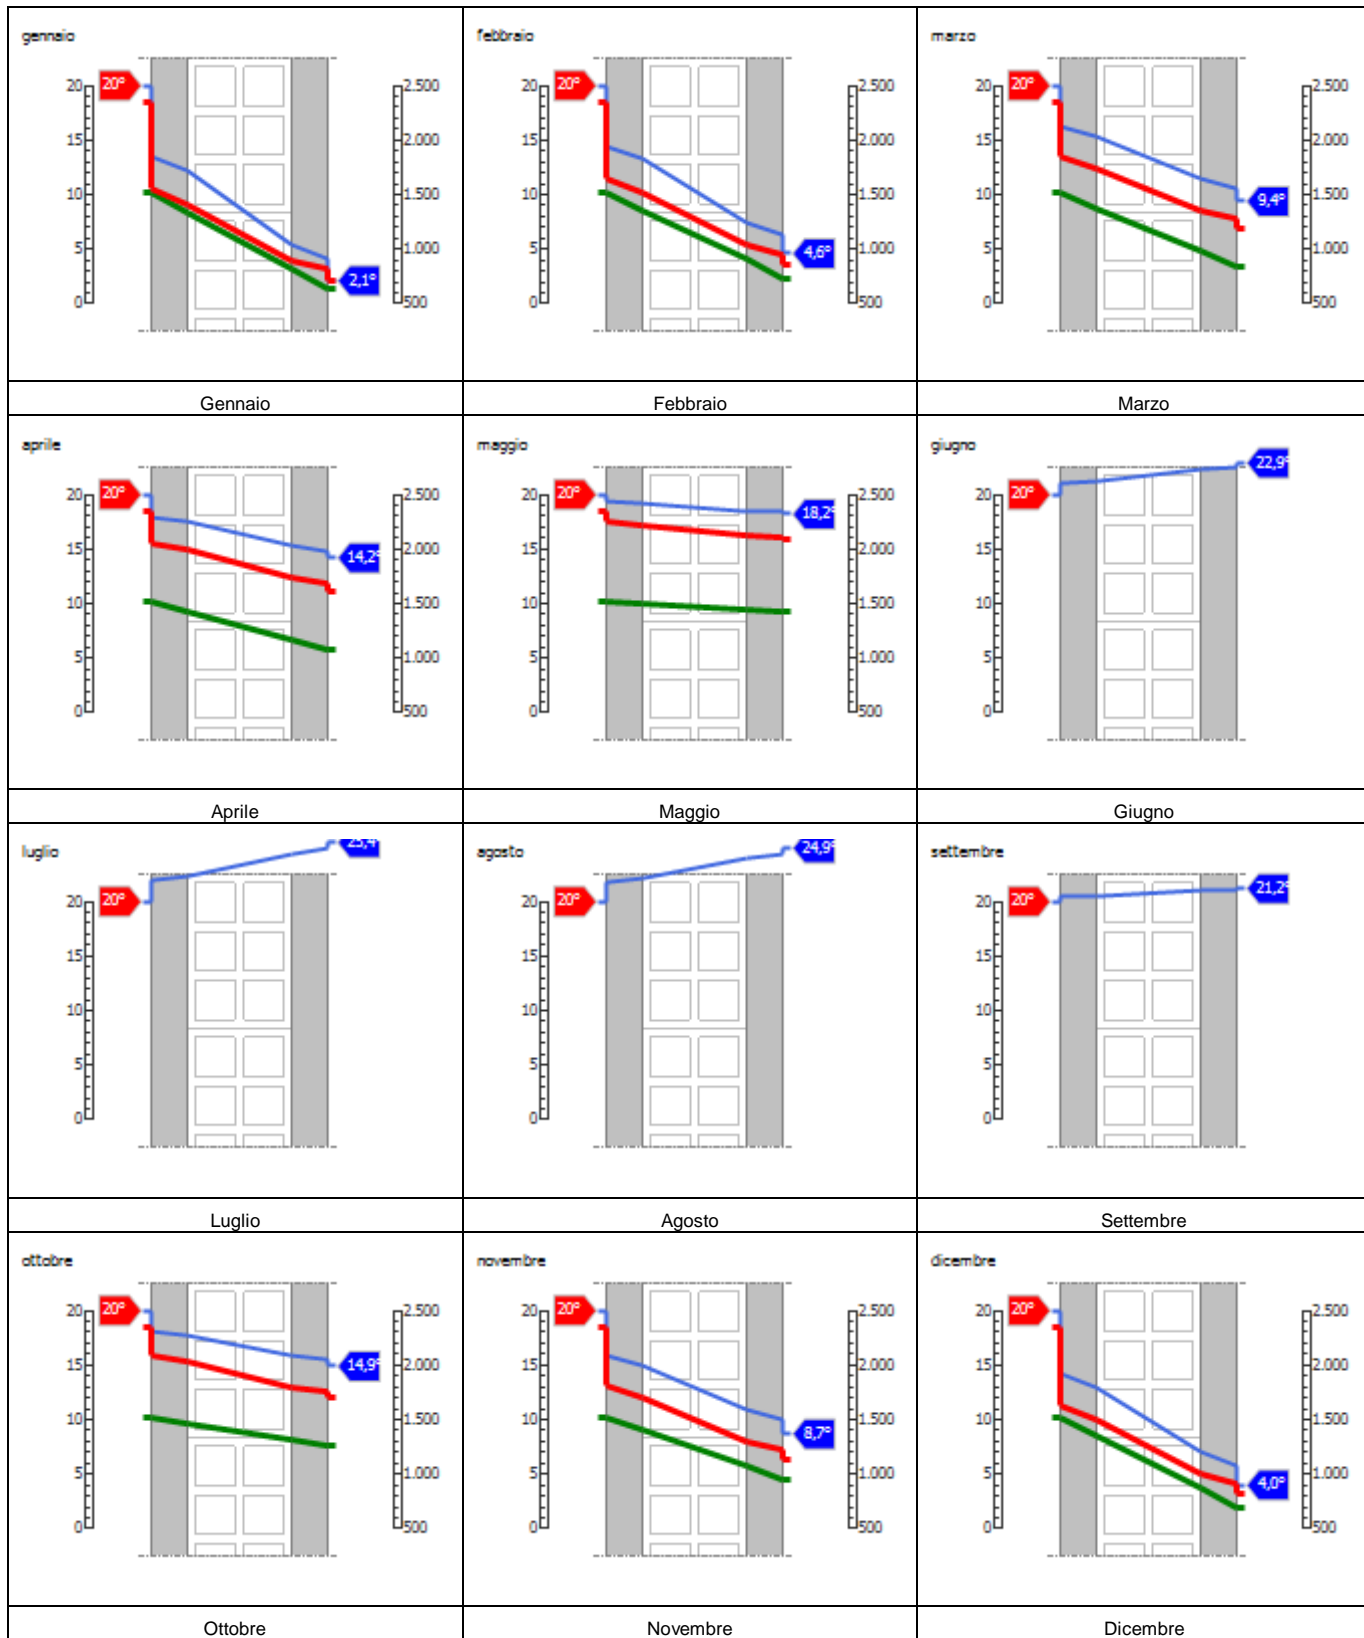 gennaio
febbraio
marzo
20 20° 2.500 20 20° 2.500 20 20° 2.500
15 2.000 15 2.000 15 2.000
10 1.500 10 1.500 10 9,4° 1.500
5 2,1° 1.000 5 4,6° 1.000 5 1.000
0 500 0 500 0 500
Gennaio Febbraio Marzo
aprile
maggio
giugno
22,9°
20 20° 2.500 20 20° 18,2° 2.500 20 20°
15 14,2° 2.000 15 2.000 15
10 1.500 10 1.500 10
5 1.000 5 1.000 5
0 500 0 500 0
Aprile Maggio Giugno
luglio 25,4°
agosto 24,9°
settembre
20 20° 20 20° 20 20° 21,2°
15 15 15
10 10 10
5 5 5
0 0 0
Luglio Agosto Settembre
ottobre
novembre
dicembre
20 20° 2.500 20 20° 2.500 20 20° 2.500
15 14,9° 2.000 15 2.000 15 2.000
10 1.500 10 8,7° 1.500 10 1.500
5 1.000 5 1.000 5 4,0° 1.000
0 500 0 500 0 500
Ottobre Novembre Dicembre